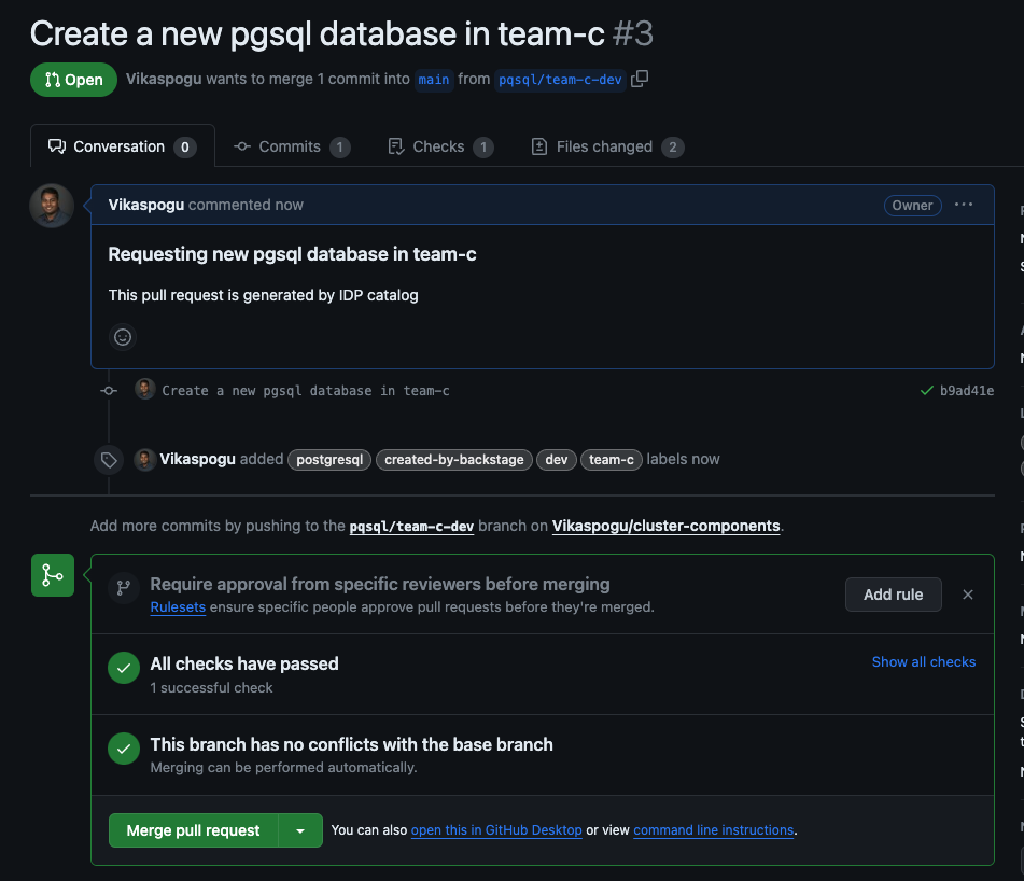 Create a new pgsql database in team-c #3
Open Vikaspogu wants to merge 1 commit into main from pqsql/team-c-dev
Conversation 0 Commits 1 Checks 1 Files changed 2
Vikaspogu commented now Owner ...
Requesting new pgsql database in team-c
This pull request is generated by IDP catalog
Create a new pgsql database in team-c b9ad41e
Vikaspogu added postgresql created-by-backstage dev team-c labels now
Add more commits by pushing to the pqsql/team-c-dev branch on Vikaspogu/cluster-components.
Require approval from specific reviewers before merging
Rulesets ensure specific people approve pull requests before they're merged.
Add rule
All checks have passed
1 successful check
Show all checks
This branch has no conflicts with the base branch
Merging can be performed automatically.
Merge pull request You can also open this in GitHub Desktop or view command line instructions.